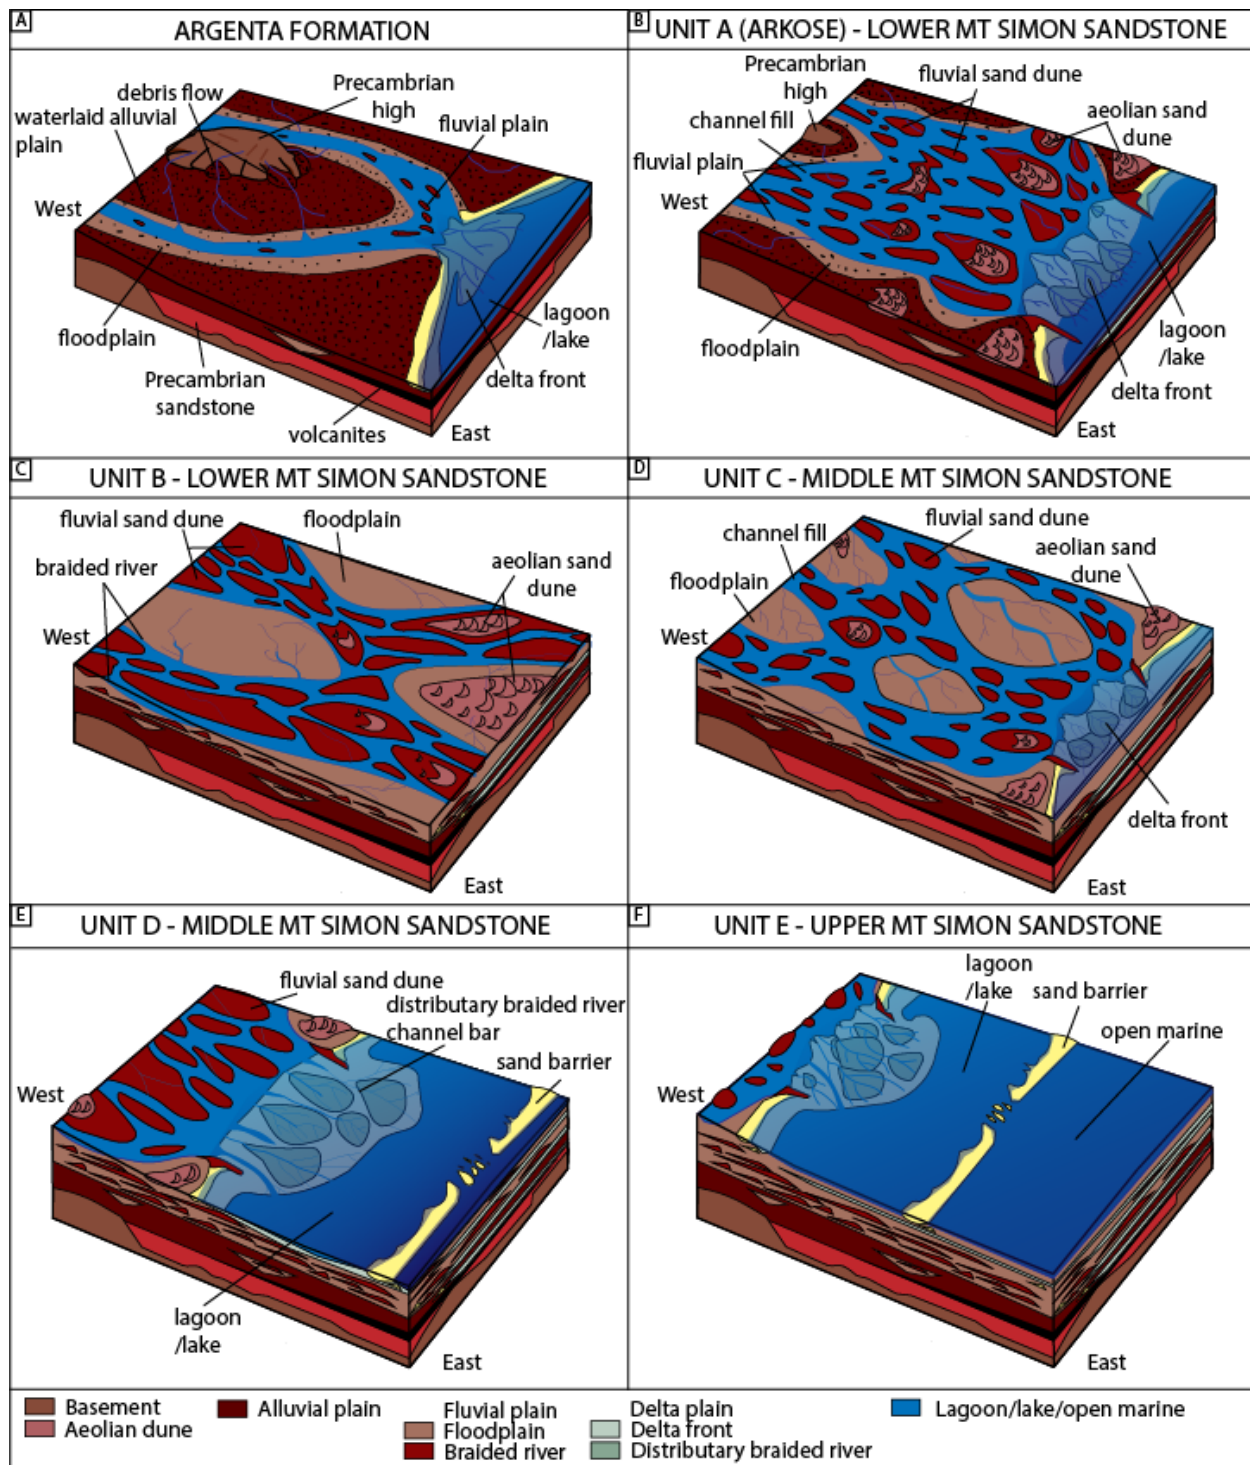 A
ARGENTA FORMATION
Precambrian
high
debris flow
waterlaid alluvial
plain
fluvial plain
West
floodplain
lagoon
/lake
Precambrian
sandstone
delta front
volcanites
East
B
UNIT A (ARKOSE) - LOWER MT SIMON SANDSTONE
Precambrian
high
fluvial sand dune
aeolian sand
dune
channel fill
fluvial plain
West
floodplain
lagoon
/lake
delta front
East
C
UNIT B - LOWER MT SIMON SANDSTONE
fluvial sand dune
floodplain
braided river
aeolian sand
dune
West
East
D
UNIT C - MIDDLE MT SIMON SANDSTONE
fluvial sand dune
channel fill
aeolian sand
dune
floodplain
West
delta front
East
E
UNIT D - MIDDLE MT SIMON SANDSTONE
fluvial sand dune
distributary braided river
channel bar
sand barrier
West
lagoon
/lake
East
F
UNIT E - UPPER MT SIMON SANDSTONE
lagoon
/lake
sand barrier
open marine
West
East
Basement
Aeolian dune
Alluvial plain
Fluvial plain
Floodplain
Braided river
Delta plain
Delta front
Distributary braided river
Lagoon/lake/open marine